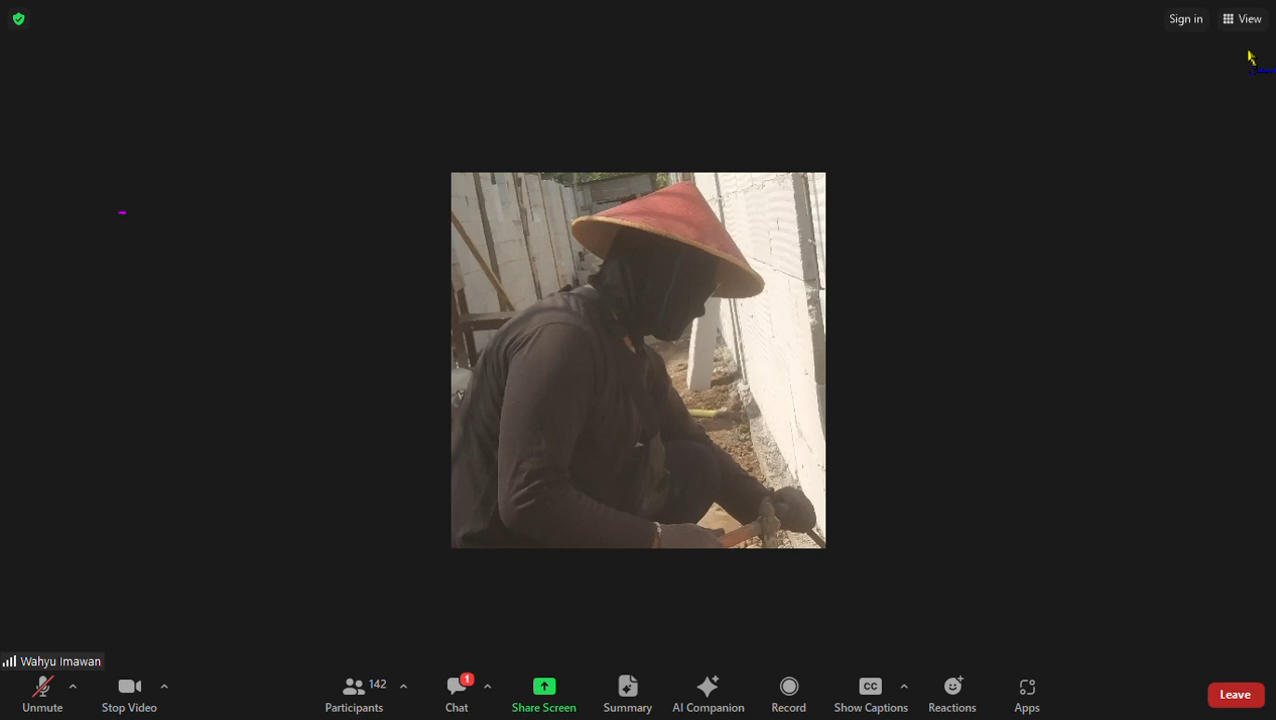 Sign in
View
Wahyu Imawan
Unmute
Stop Video
142
Participants
1
Chat
Share Screen
Summary
AI Companion
Record
CC
Show Captions
Reactions
Apps
Leave